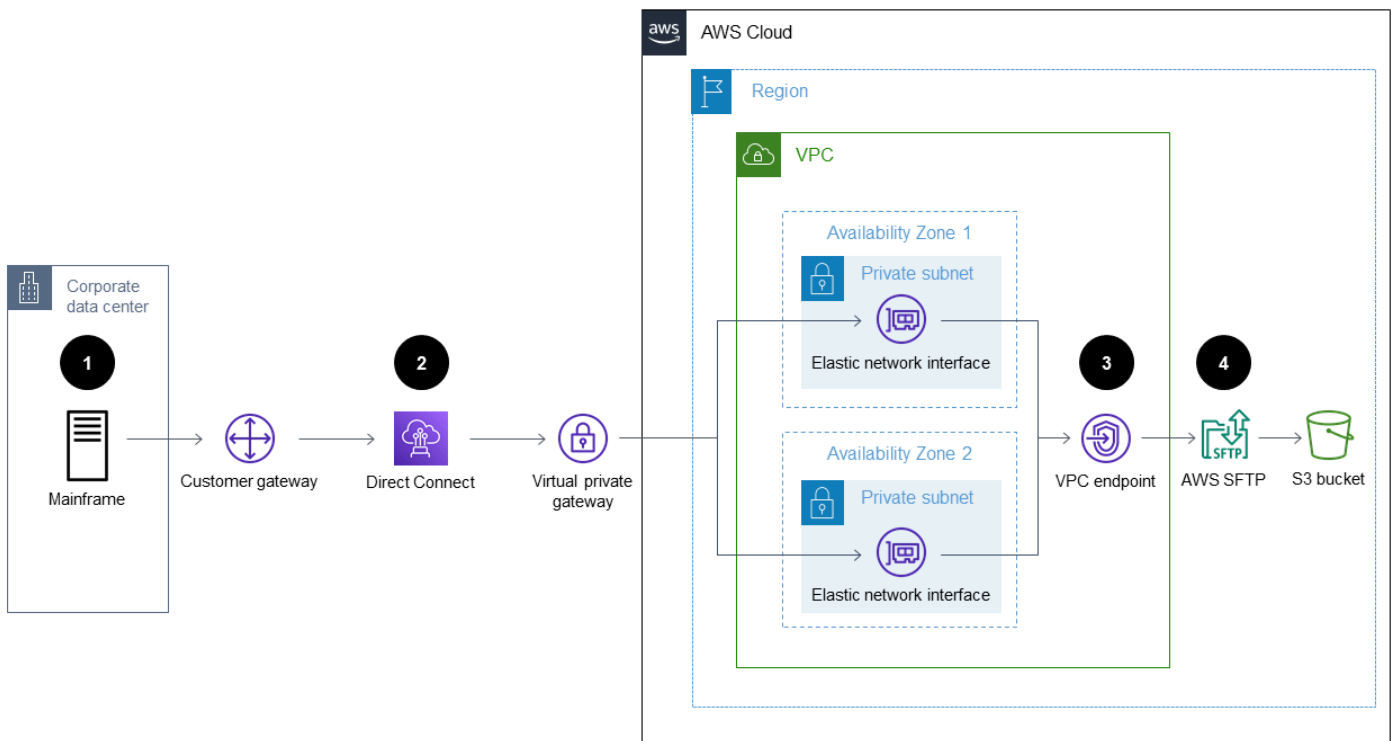 aws
AWS Cloud
Region
VPC
Availability Zone 1
Private subnet
Elastic network interface
Corporate
data center
1
2
3
4
Mainframe
Customer gateway
Direct Connect
Virtual private
gateway
Availability Zone 2
Private subnet
Elastic network interface
VPC endpoint
SFTP
AWS SFTP
S3 bucket